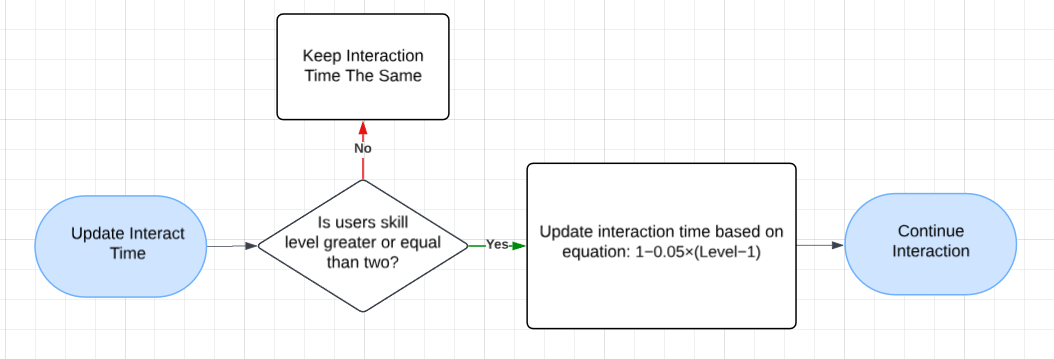 Keep Interaction
Time The Same
No
Update Interact
Time
Is users skill
level greater or equal
than two?
Yes
Update interaction time based on
equation: 1−0.05×(Level−1)
Continue
Interaction